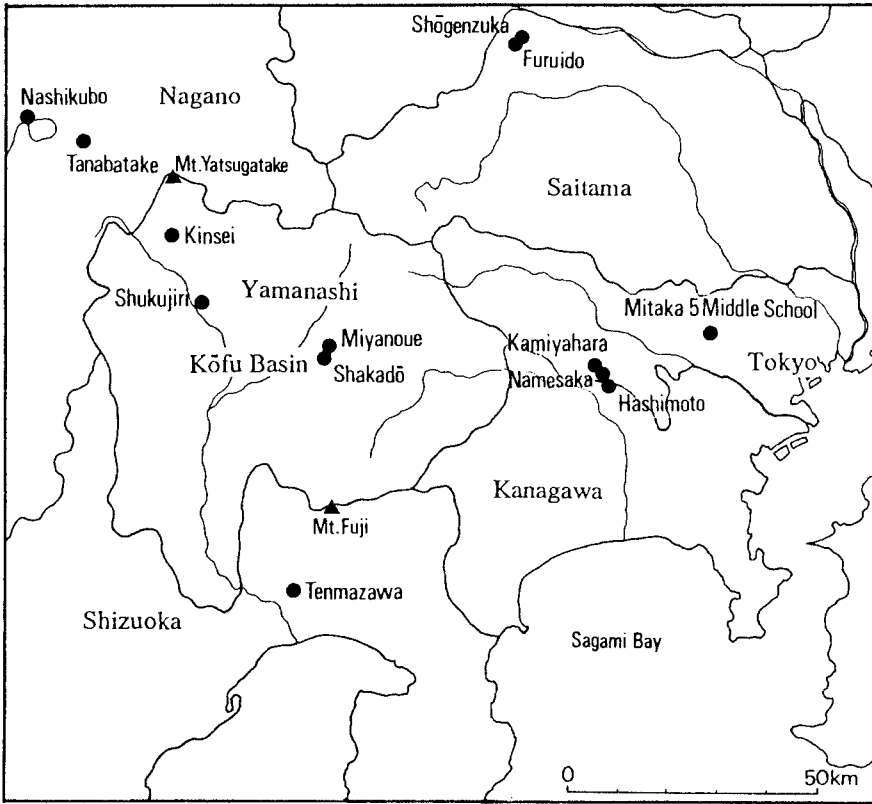 Shōgenzuka
Furuido
Nagano
Nashikubo
Tanabatake
Mt.Yatsugatake
Saitama
Kinsei
Yamanashi
Shukujiri
Mitaka 5 Middle School
Miyanoue
Kamiyahara
Kōfu Basin
Shakadō
Tokyo
Namesaka
Hashimoto
Kanagawa
Mt.Fuji
Tenmazawa
Shizuoka
Sagami Bay
0 50km